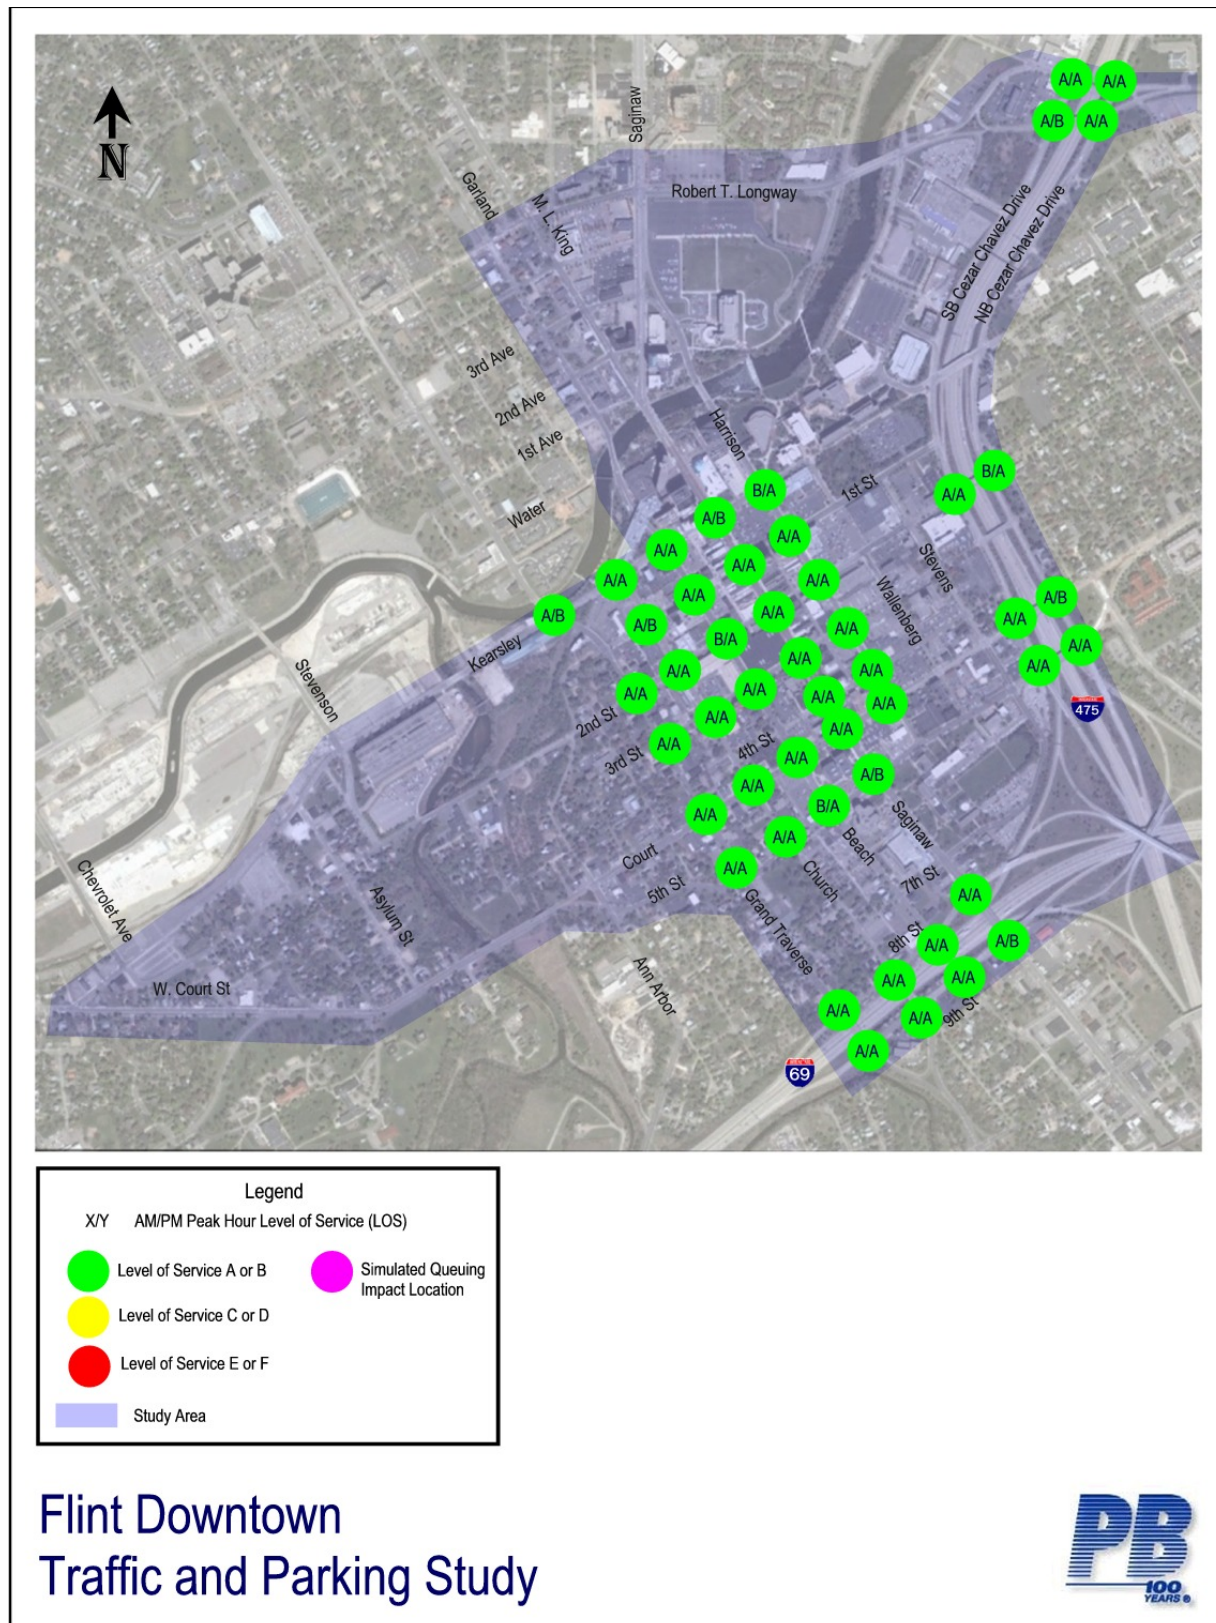 A/A
A/A
A/B
A/A
N
Saginaw
Garland
M. L. King
Robert T. Longway
SB Cezar Chavez Drive
NB Cezar Chavez Drive
3rd Ave
2nd Ave
1st Ave
Water
Harrison
1st St
B/A
A/A
B/A
A/B
A/A
A/A
A/A
A/A
A/A
A/B
A/A
A/A
A/B
B/A
A/A
A/A
Stevens
Wallenberg
A/B
A/A
A/A
A/A
475
Kearsley
Stevenson
A/A
A/A
A/A
A/A
A/A
A/A
A/A
A/A
2nd St
3rd St
4th St
A/A
A/A
A/A
A/A
A/B
A/A
B/A
A/A
A/A
Saginaw
Beach
Church
Court
5th St
7th St
Grand Traverse
Chevrolet Ave
Asylum St
W. Court St
Ann Arbor
8th St
9th St
A/A
A/B
A/A
A/A
A/A
A/A
A/A
A/A
69
Legend
X/Y AM/PM Peak Hour Level of Service (LOS)
Level of Service A or B
Simulated Queuing
Impact Location
Level of Service C or D
Level of Service E or F
Study Area
Flint Downtown
Traffic and Parking Study
PB
100
YEARS ®